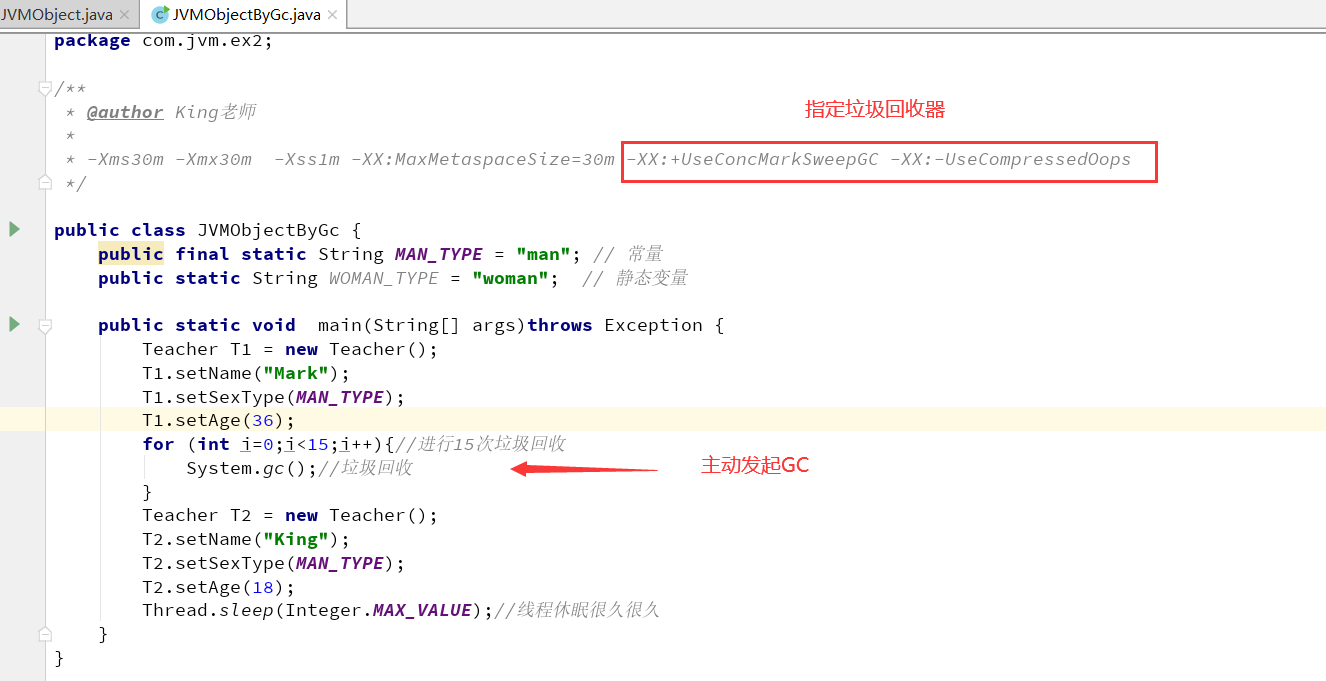 JVMObject.java JVMObjectByGc.java
package com.jvm.ex2;
/**
* @author King老师
指定垃圾回收器
*
* -Xms30m -Xmx30m  -Xss1m -XX:MaxMetaspaceSize=30m -XX:+UseConcMarkSweepGC -XX:-UseCompressedOops
*/
public class JVMObjectByGc {
public final static String MAN_TYPE = "man"; // 常量
public static String WOMAN_TYPE = "woman";  // 静态变量
public static void  main(String[] args)throws Exception {
Teacher T1 = new Teacher();
T1.setName("Mark");
T1.setSexType(MAN_TYPE);
T1.setAge(36);
for (int i=0;i<15;i++){//进行15次垃圾回收
System.gc();//垃圾回收 主动发起GC
}
Teacher T2 = new Teacher();
T2.setName("King");
T2.setSexType(MAN_TYPE);
T2.setAge(18);
Thread.sleep(Integer.MAX_VALUE);//线程休眠很久很久
}
}